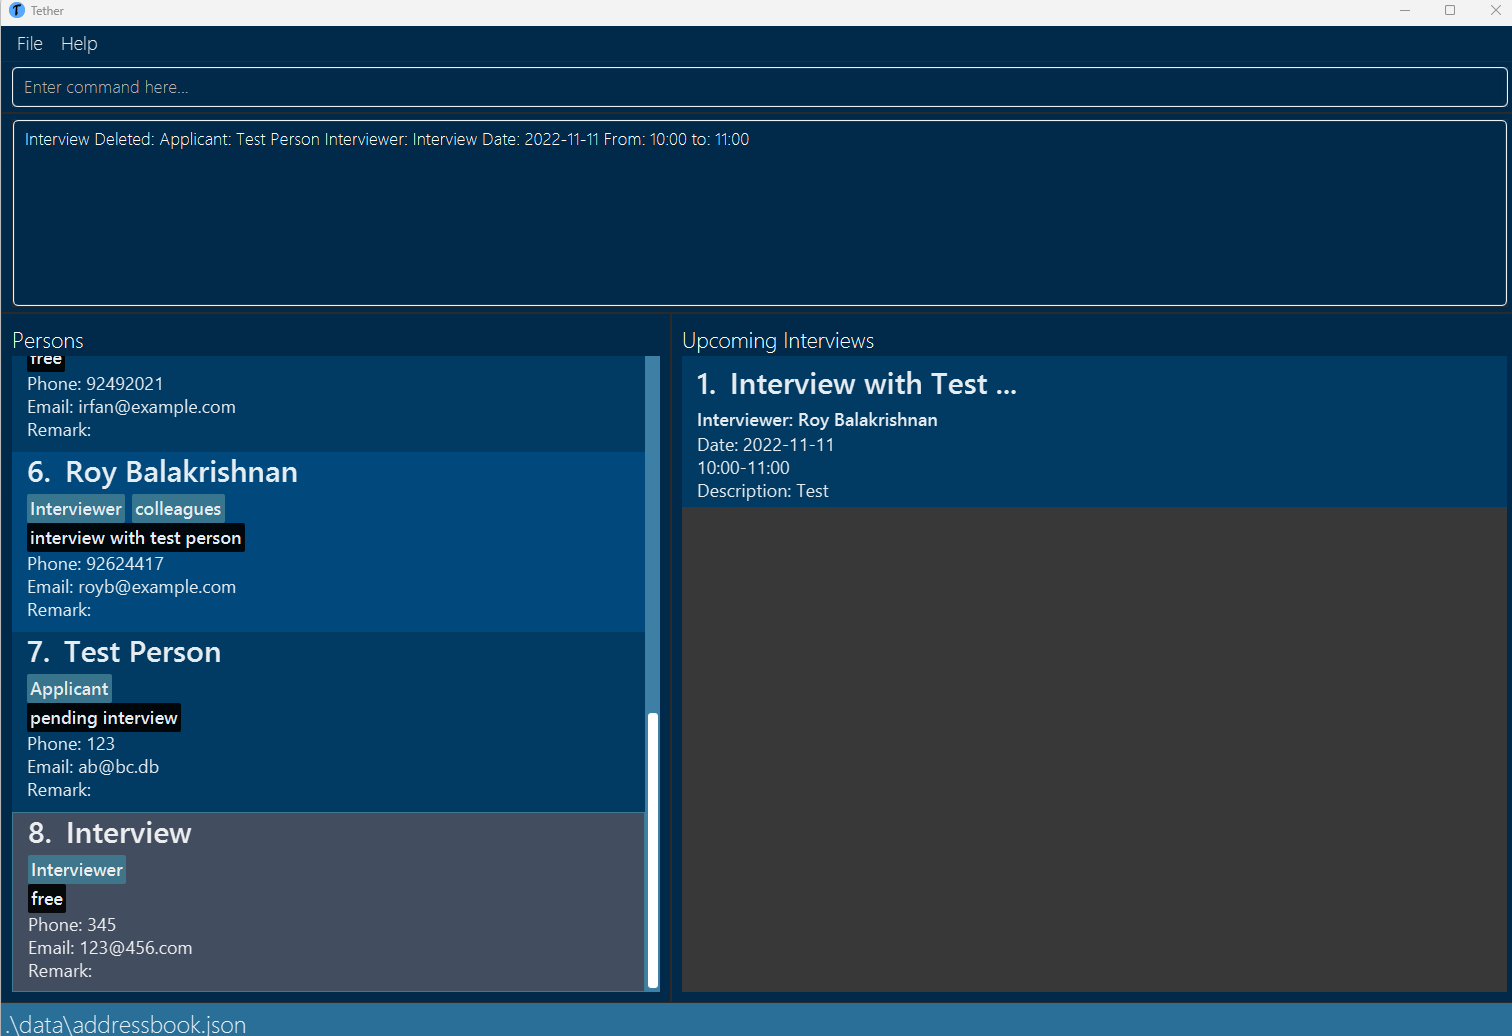 Tether
File Help
Enter command here...
Interview Deleted: Applicant: Test Person Interviewer: Interview Date: 2022-11-11 From: 10:00 to: 11:00
Persons
free
Phone: 92492021
Email: irfan@example.com
Remark:
6. Roy Balakrishnan
Interviewer colleagues
interview with test person
Phone: 92624417
Email: royb@example.com
Remark:
7. Test Person
Applicant
pending interview
Phone: 123
Email: ab@bc.db
Remark:
8. Interview
Interviewer
free
Phone: 345
Email: 123@456.com
Remark:
Upcoming Interviews
1. Interview with Test ...
Interviewer: Roy Balakrishnan
Date: 2022-11-11
10:00-11:00
Description: Test
.\data\addressbook.json